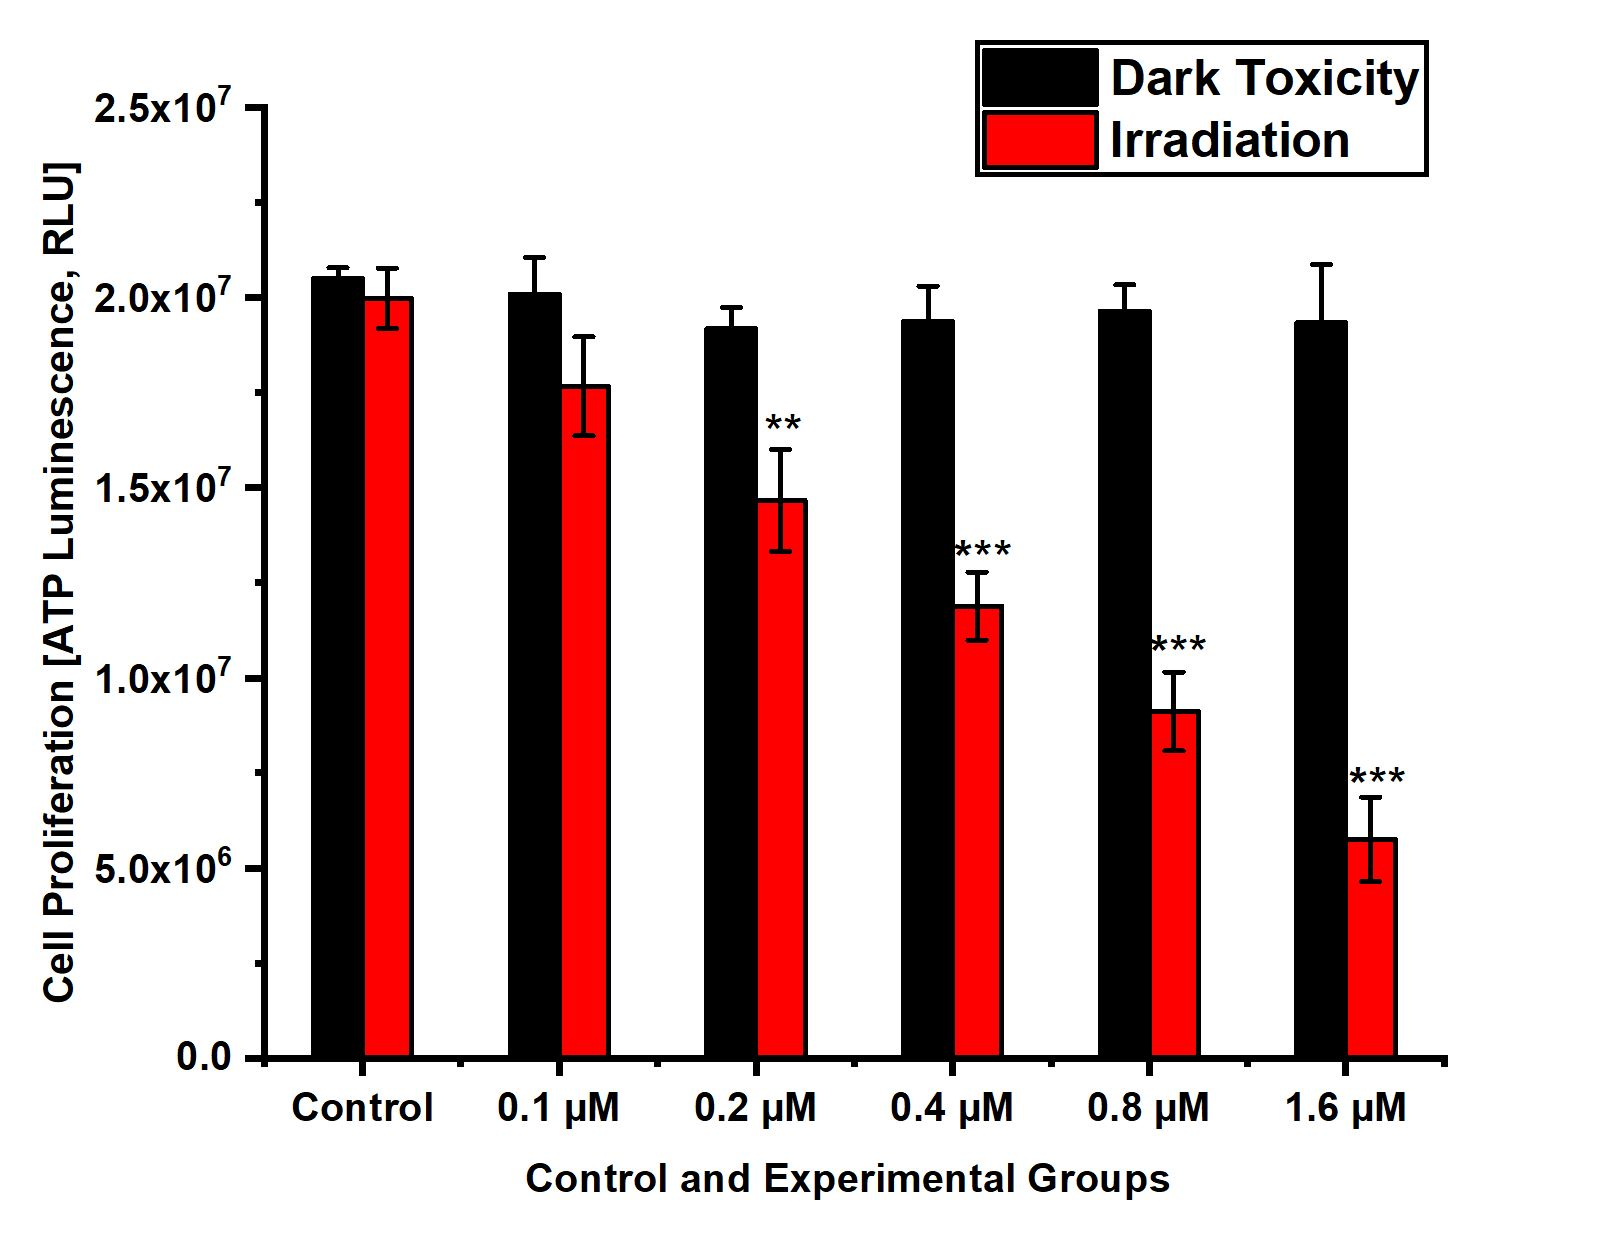 Dark Toxicity
Irradiation
2.5x10⁷
2.0x10⁷
1.5x10⁷
1.0x10⁷
5.0x10⁶
0.0
Cell Proliferation [ATP Luminescence, RLU]
**
***
***
***
Control 0.1 µM 0.2 µM 0.4 µM 0.8 µM 1.6 µM
Control and Experimental Groups